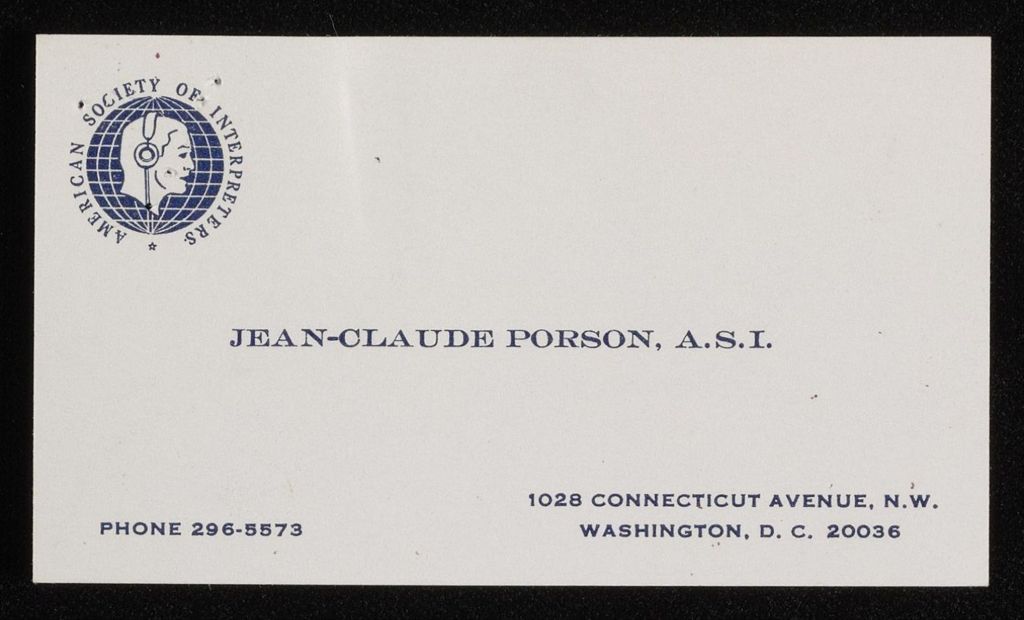 AMERICAN SOCIETY OF INTERPRETERS
JEAN-CLAUDE PORSON, A.S.I.
PHONE 296-5573
1028 CONNECTICUT AVENUE, N.W.
WASHINGTON, D. C. 20036